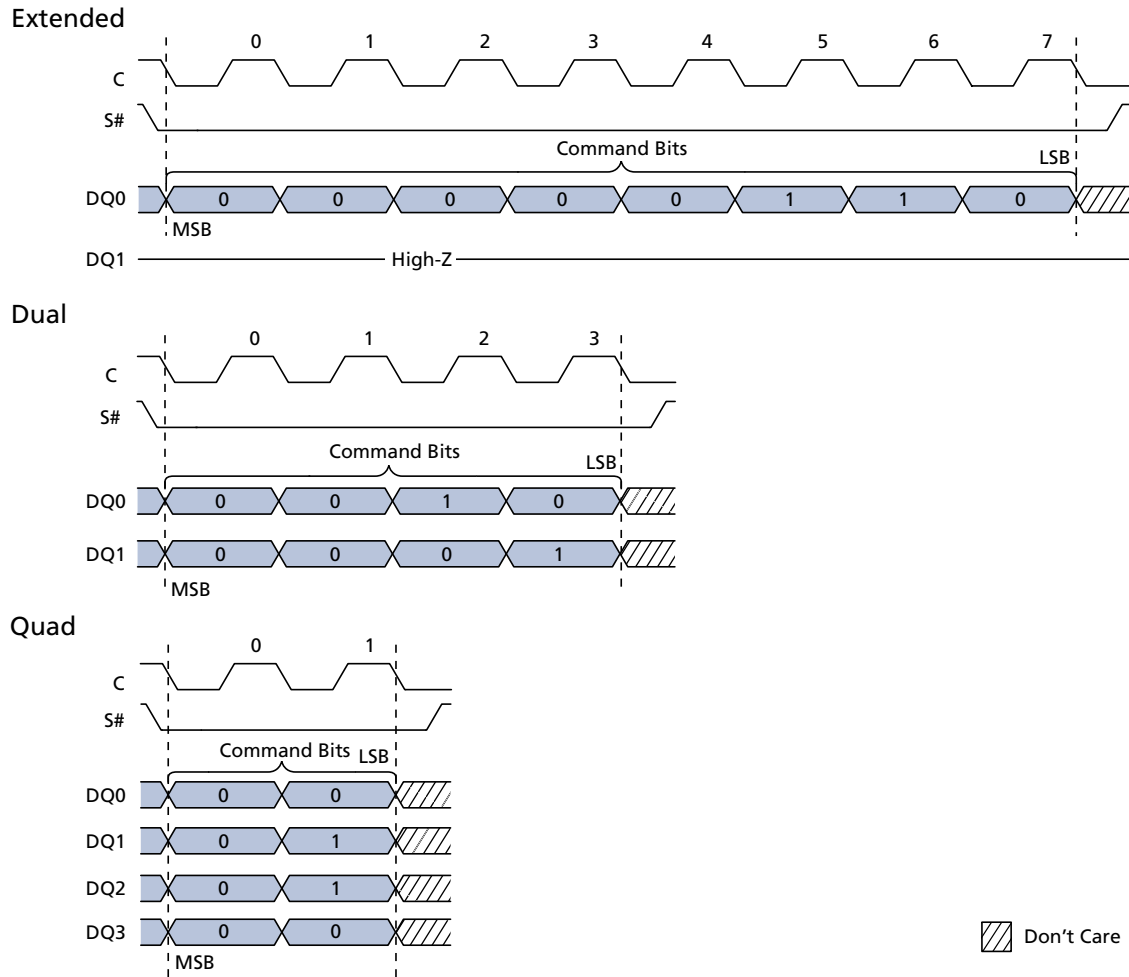 Extended
0 1 2 3 4 5 6 7
C
S#
Command Bits
LSB
DQ0 0 0 0 0 0 1 1 0
MSB
DQ1 High-Z
Dual
0 1 2 3
C
S#
Command Bits
LSB
DQ0 0 0 1 0
DQ1 0 0 0 1
MSB
Quad
0 1
C
S#
Command Bits LSB
DQ0 0 0
DQ1 0 1
DQ2 0 1
DQ3 0 0
MSB
Don't Care